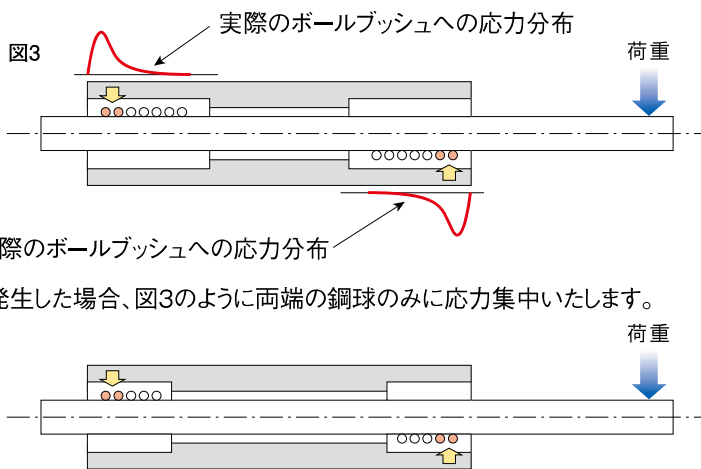 実際のボールブッシュへの応力分布
図3
荷重
際のボールブッシュへの応力分布
発生した場合、図3のように両端の鋼球のみに応力集中いたします。
荷重